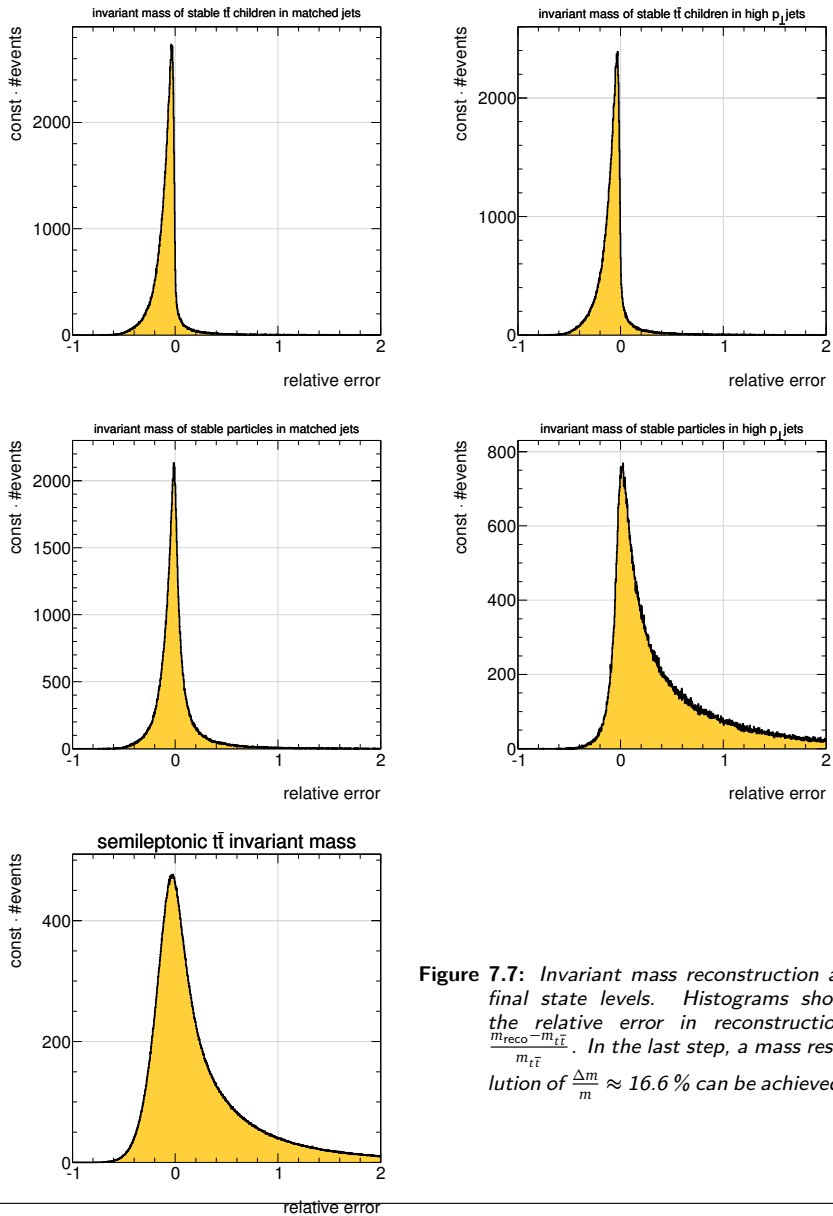 invariant mass of stable tt̄ children in matched jets
const · #events
2000
1000
0
-1 0 1 2
relative error
invariant mass of stable tt̄ children in high p⊥ jets
const · #events
2000
1000
0
-1 0 1 2
relative error
invariant mass of stable particles in matched jets
const · #events
2000
1500
1000
500
0
-1 0 1 2
relative error
invariant mass of stable particles in high p⊥ jets
const · #events
800
600
400
200
0
-1 0 1 2
relative error
semileptonic tt̄ invariant mass
const · #events
400
200
0
-1 0 1 2
relative error
Figure 7.7: Invariant mass reconstruction a
final state levels. Histograms sho
the relative error in reconstructio
(m_reco−m_tt̄)/m_tt̄. In the last step, a mass res
lution of Δm/m ≈ 16.6 % can be achieved